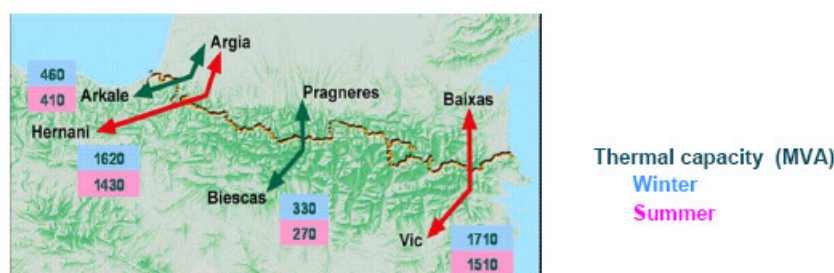 Argia
460
410
Arkale
Hernani
1620
1430
Pragneres
Biescas
330
270
Baixas
Vic
1710
1510
Thermal capacity (MVA)
Winter
Summer